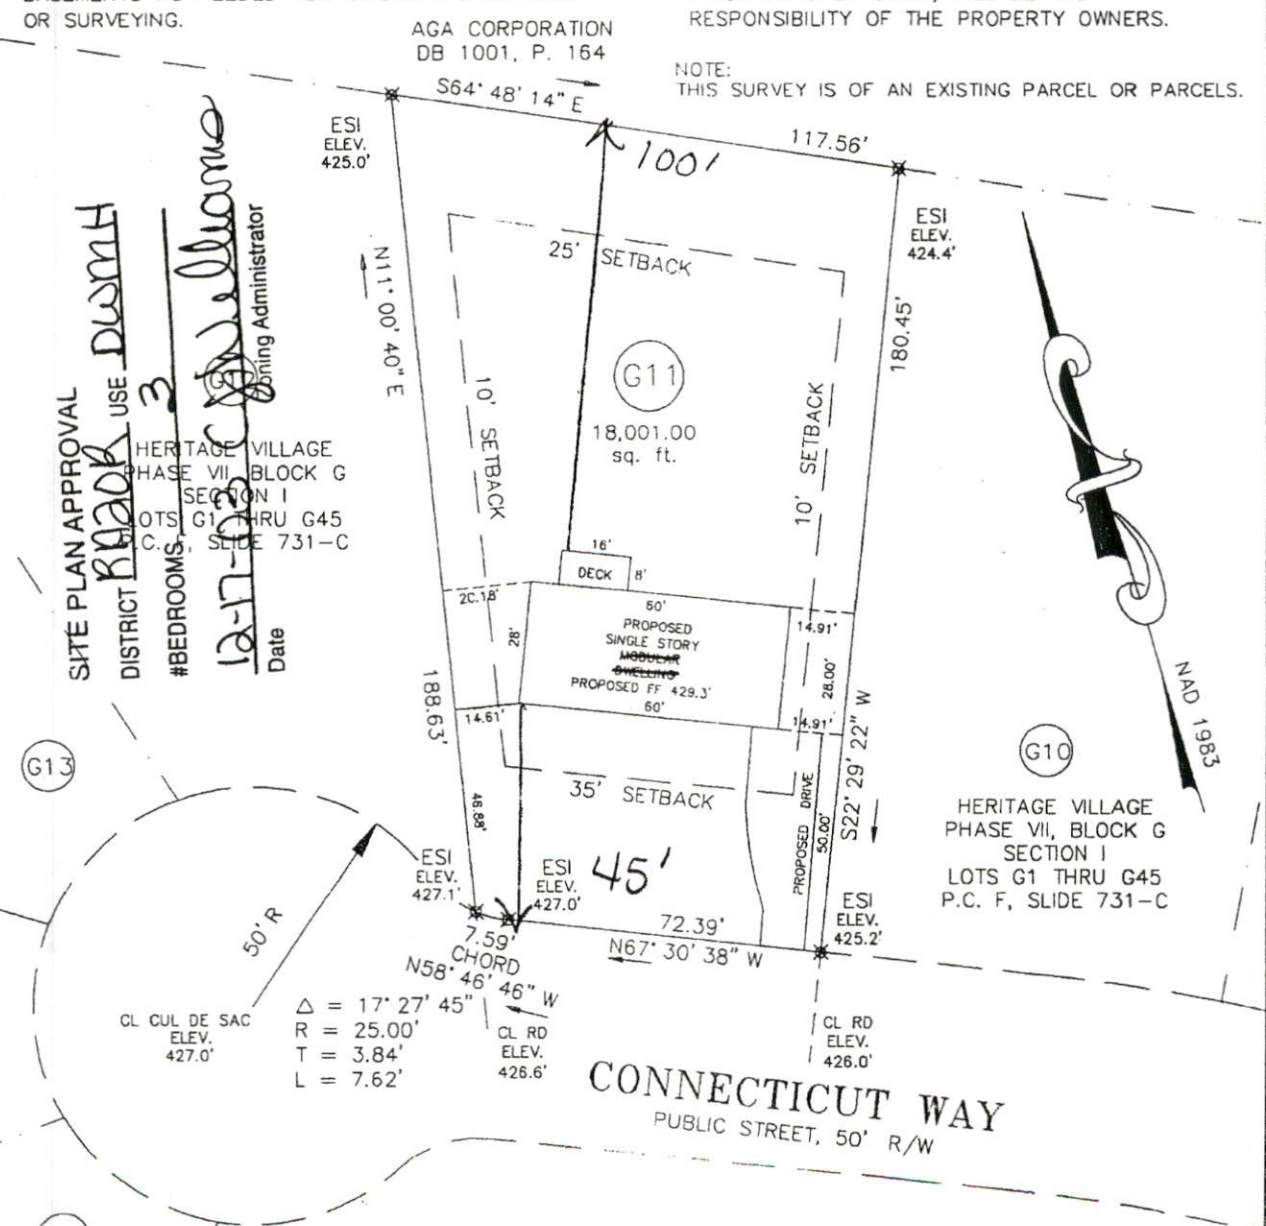 OR SURVEYING.
RESPONSIBILITY OF THE PROPERTY OWNERS.
AGA CORPORATION
DB 1001, P. 164
NOTE:
THIS SURVEY IS OF AN EXISTING PARCEL OR PARCELS.
S64° 48' 14" E
117.56'
100'
ESI
ELEV.
425.0'
ESI
ELEV.
424.4'
25' SETBACK
N11° 00' 40" E
180.45'
G11
18,001.00
sq. ft.
10' SETBACK
10' SETBACK
SITE PLAN APPROVAL
DISTRICT RA20R USE DWMH
#BEDROOMS 3
12-17-03
Date
Zoning Administrator
HERITAGE VILLAGE
PHASE VII, BLOCK G
SECTION I
LOTS G1 THRU G45
P.C. F, SLIDE 731-C
16'
DECK 8'
20.18'
60'
14.91'
28'
PROPOSED
SINGLE STORY
MODULAR
DWELLING
PROPOSED FF 429.3'
60'
28.00'
14.61'
14.91'
188.63'
S22° 29' 22" W
NAD 1983
G13
G10
35' SETBACK
PROPOSED DRIVE
50.00'
46.88'
HERITAGE VILLAGE
PHASE VII, BLOCK G
SECTION I
LOTS G1 THRU G45
P.C. F, SLIDE 731-C
ESI
ELEV.
427.1'
ESI
ELEV.
427.0'
45'
ESI
ELEV.
425.2'
50' R
7.59'
CHORD
N58° 46' 46" W
72.39'
N67° 30' 38" W
CL CUL DE SAC
ELEV.
427.0'
Δ = 17° 27' 45"
R = 25.00'
T = 3.84'
L = 7.62'
CL RD
ELEV.
426.6'
CL RD
ELEV.
426.0'
CONNECTICUT WAY
PUBLIC STREET, 50' R/W